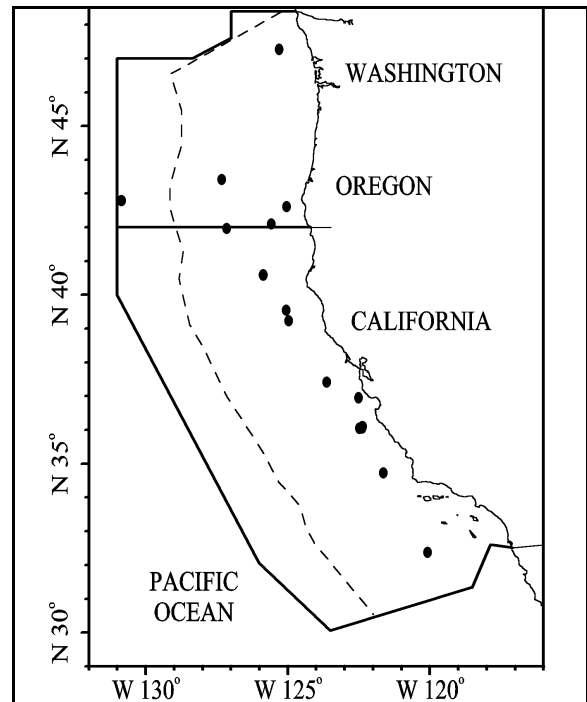 WASHINGTON
N 45°
OREGON
N 40°
CALIFORNIA
N 35°
PACIFIC
OCEAN
N 30°
W 130°
W 125°
W 120°